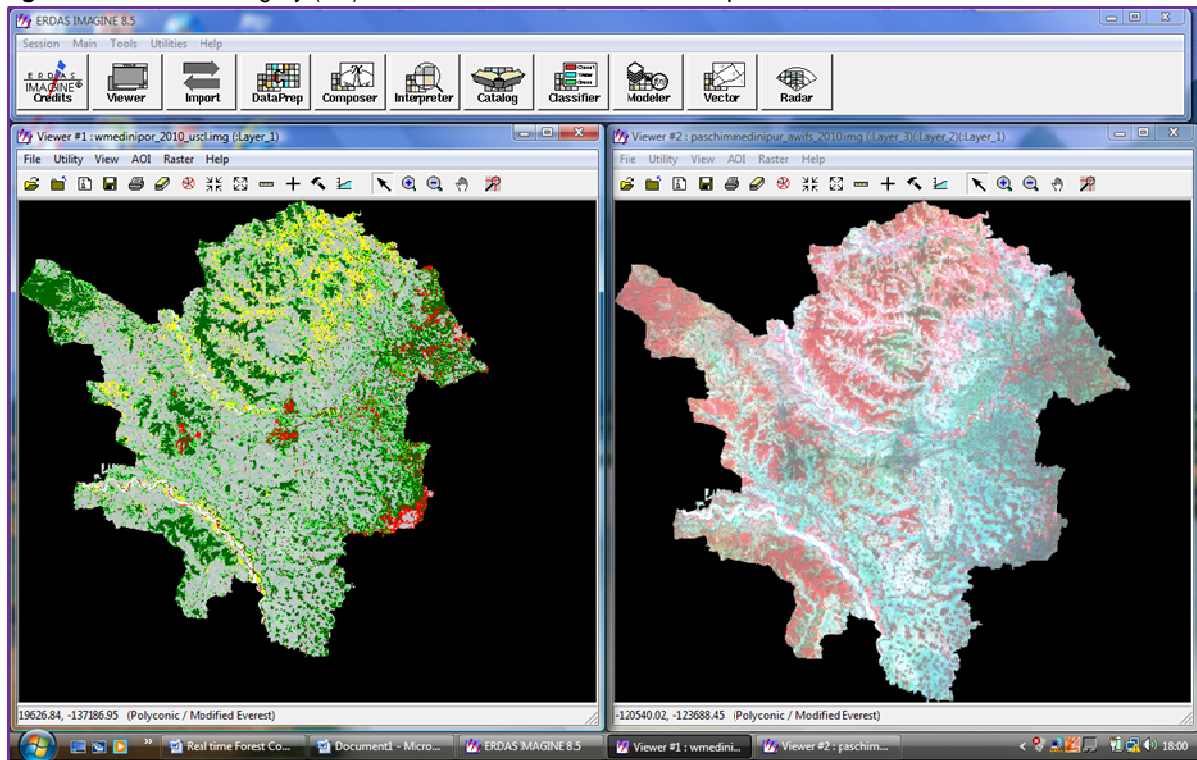 ERDAS IMAGINE 8.5
Session Main Tools Utilities Help
ERDAS
IMAGINE®
Credits Viewer Import DataPrep Composer Interpreter Catalog Classifier Modeler Vector Radar
Viewer #1 : wmedinipor_2010_uscl.img (:Layer_1)
File Utility View AOI Raster Help
19626.84, -137186.95 (Polyconic / Modified Everest)
Viewer #2 : paschimmedinipur_awifs_2010.img (:Layer_3)(:Layer_2)(:Layer_1)
File Utility View AOI Raster Help
-120540.02, -123688.45 (Polyconic / Modified Everest)
Real time Forest Co... Document1 - Micro... ERDAS IMAGINE 8.5 Viewer #1 : wmedini... Viewer #2 : paschim... 18:00